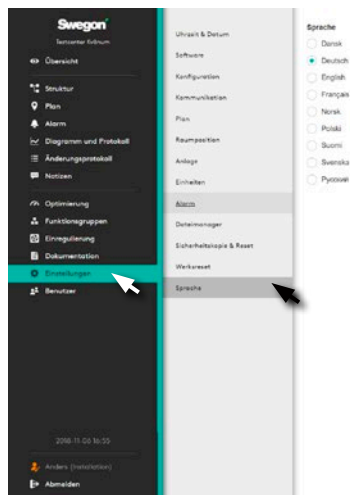 Swegon
Testcenter Kvänum
Übersicht
Struktur
Plan
Alarm
Diagramm und Protokoll
Änderungsprotokoll
Notizen
Optimierung
Funktionsgruppen
Einregulierung
Dokumentation
Einstellungen
Benutzer
2018-11-06 16:55
Anders (Installation)
Abmelden
Uhrzeit & Datum
Software
Konfiguration
Kommunikation
Plan
Raumposition
Anlage
Einheiten
Alarm
Dateimanager
Sicherheitskopie & Reset
Werksreset
Sprache
Sprache
Dansk
Deutsch
English
Français
Norsk
Polski
Suomi
Svenska
Русский